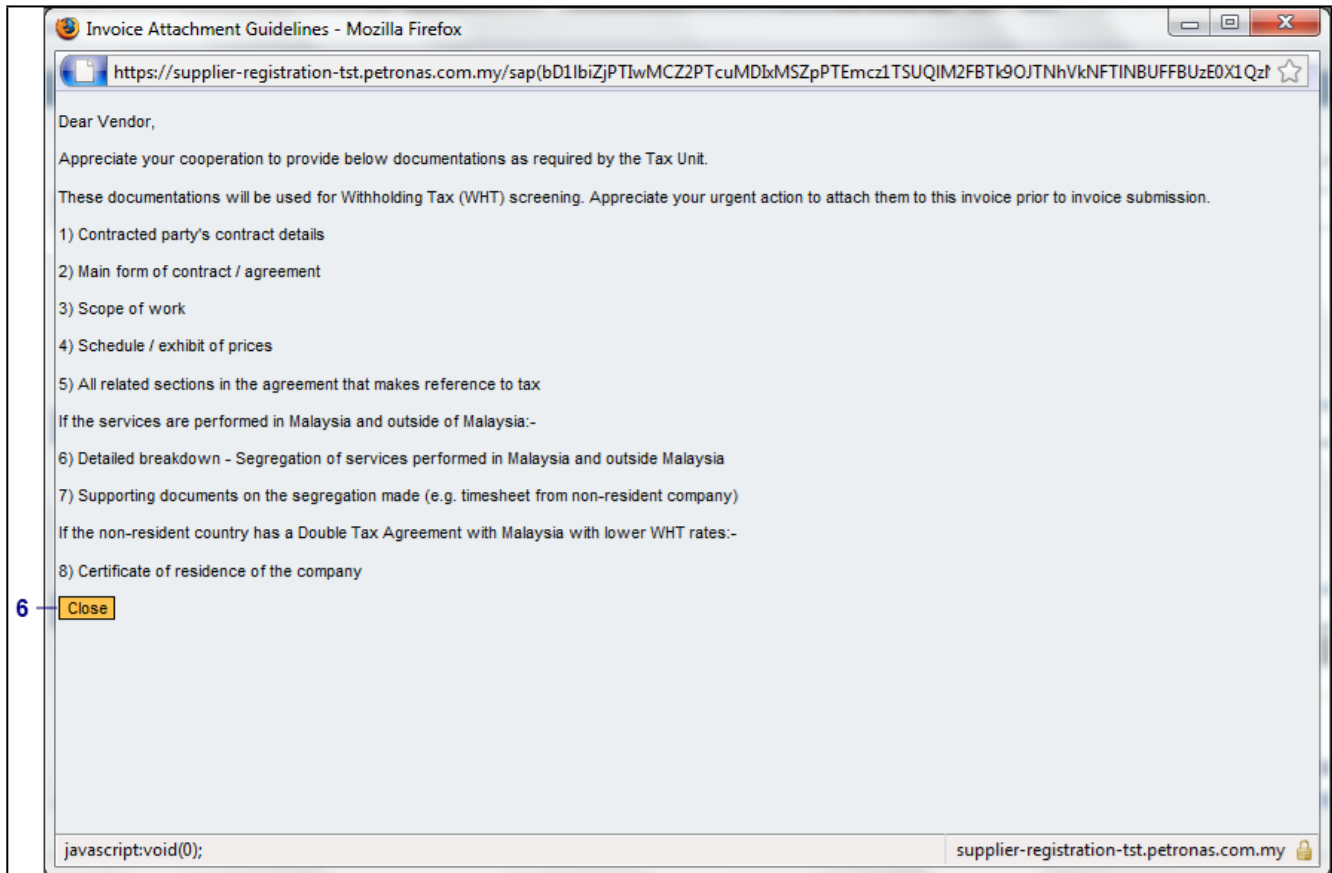 Invoice Attachment Guidelines - Mozilla Firefox
https://supplier-registration-tst.petronas.com.my/
Dear Vendor,
Appreciate your cooperation to provide below documentations as required by the Tax Unit.
These documentations will be used for Withholding Tax (WHT) screening. Appreciate your urgent action to attach them to this invoice prior to invoice submission.
1) Contracted party's contract details
2) Main form of contract / agreement
3) Scope of work
4) Schedule / exhibit of prices
5) All related sections in the agreement that makes reference to tax
If the services are performed in Malaysia and outside of Malaysia:-
6) Detailed breakdown - Segregation of services performed in Malaysia and outside Malaysia
7) Supporting documents on the segregation made (e.g. timesheet from non-resident company)
If the non-resident country has a Double Tax Agreement with Malaysia with lower WHT rates:-
8) Certificate of residence of the company
6 Close
javascript:void(0); supplier-registration-tst.petronas.com.my